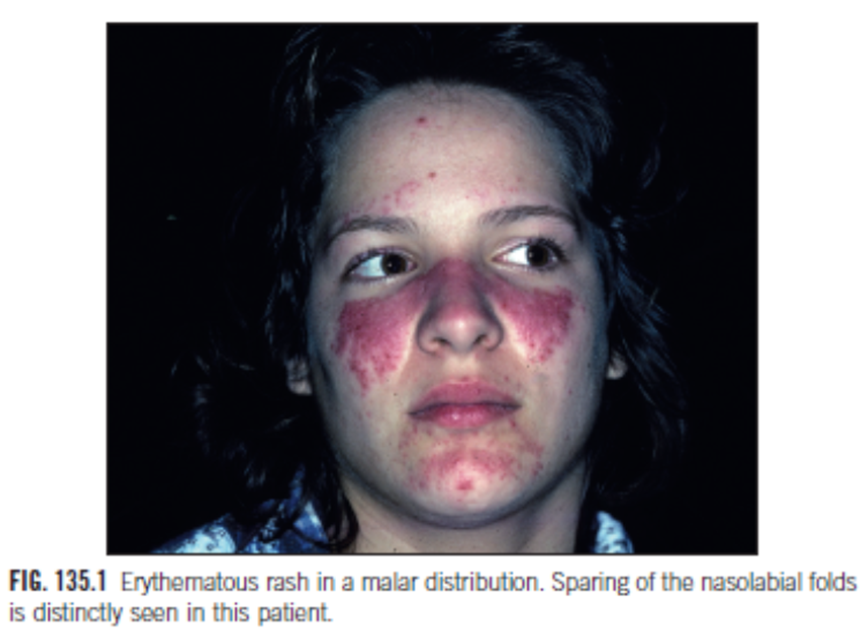 FIG. 135.1 Erythematous rash in a malar distribution. Sparing of the nasolabial folds
is distinctly seen in this patient.